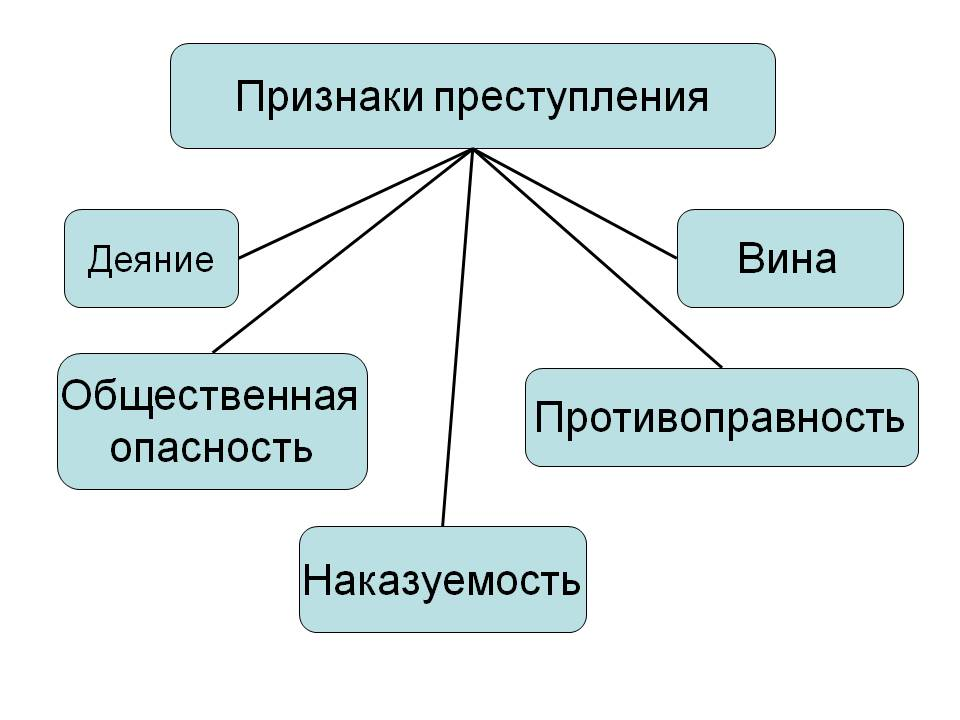 Признаки преступления
Деяние
Вина
Общественная
опасность
Противоправность
Наказуемость